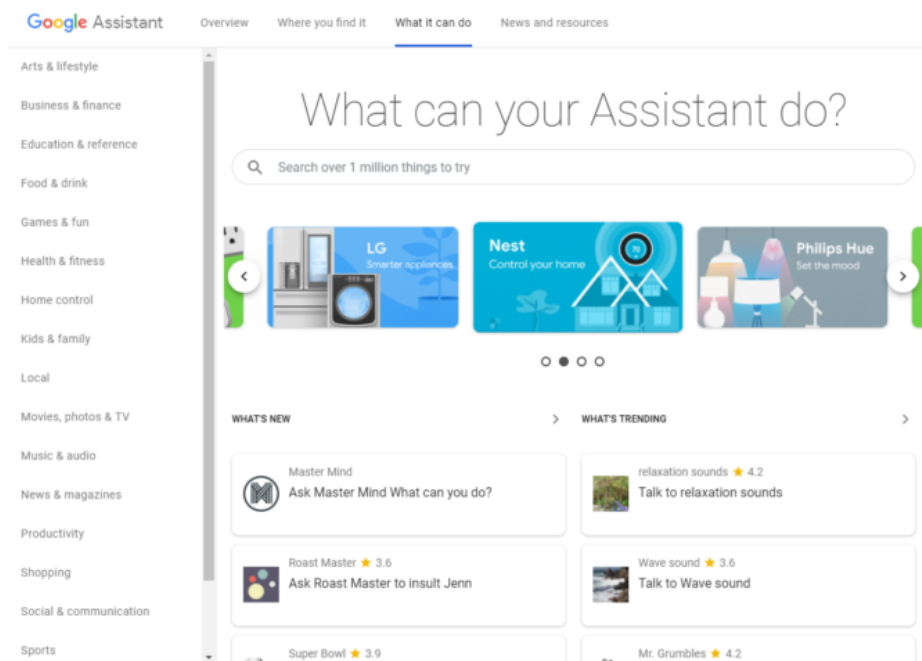 Google Assistant
Overview
Where you find it
What it can do
News and resources
Arts & lifestyle
Business & finance
Education & reference
Food & drink
Games & fun
Health & fitness
Home control
Kids & family
Local
Movies, photos & TV
Music & audio
News & magazines
Productivity
Shopping
Social & communication
Sports
What can your Assistant do?
Search over 1 million things to try
LG
Smarter appliances
Nest
Control your home
70
Philips Hue
Set the mood
WHAT'S NEW
Master Mind
Ask Master Mind What can you do?
Roast Master ★ 3.6
Ask Roast Master to insult Jenn
Super Bowl ★ 3.9
WHAT'S TRENDING
relaxation sounds ★ 4.2
Talk to relaxation sounds
Wave sound ★ 3.6
Talk to Wave sound
Mr. Grumbles ★ 4.2